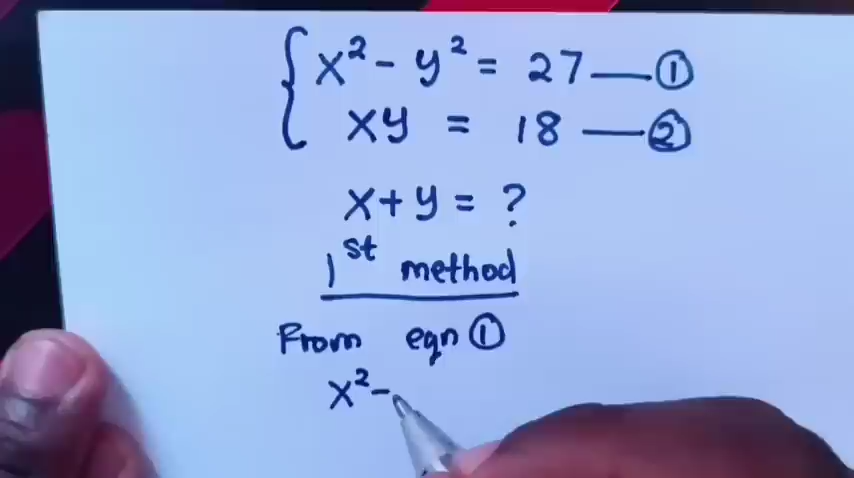 x² - y² = 27 — ①
xy = 18 — ②
x + y = ?
1st method
From eqn ①
x² -